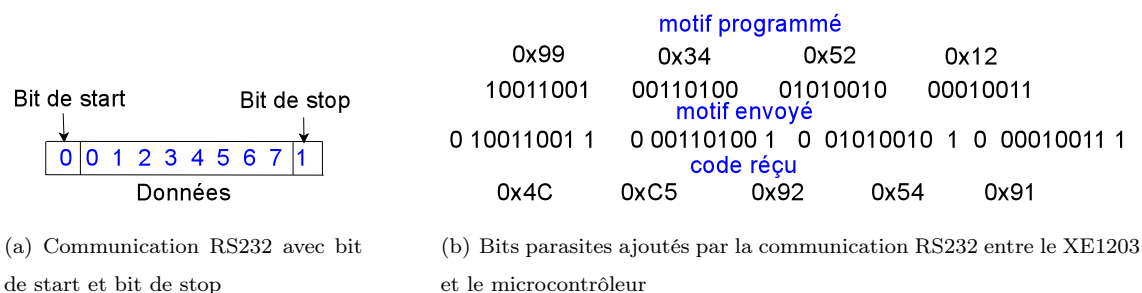 Bit de start
Bit de stop
0 0 1 2 3 4 5 6 7 1
Données
(a) Communication RS232 avec bit
de start et bit de stop
motif programmé
0x99 0x34 0x52 0x12
10011001 00110100 01010010 00010011
motif envoyé
0 10011001 1 0 00110100 1 0 01010010 1 0 00010011 1
code réçu
0x4C 0xC5 0x92 0x54 0x91
(b) Bits parasites ajoutés par la communication RS232 entre le XE1203
et le microcontrôleur